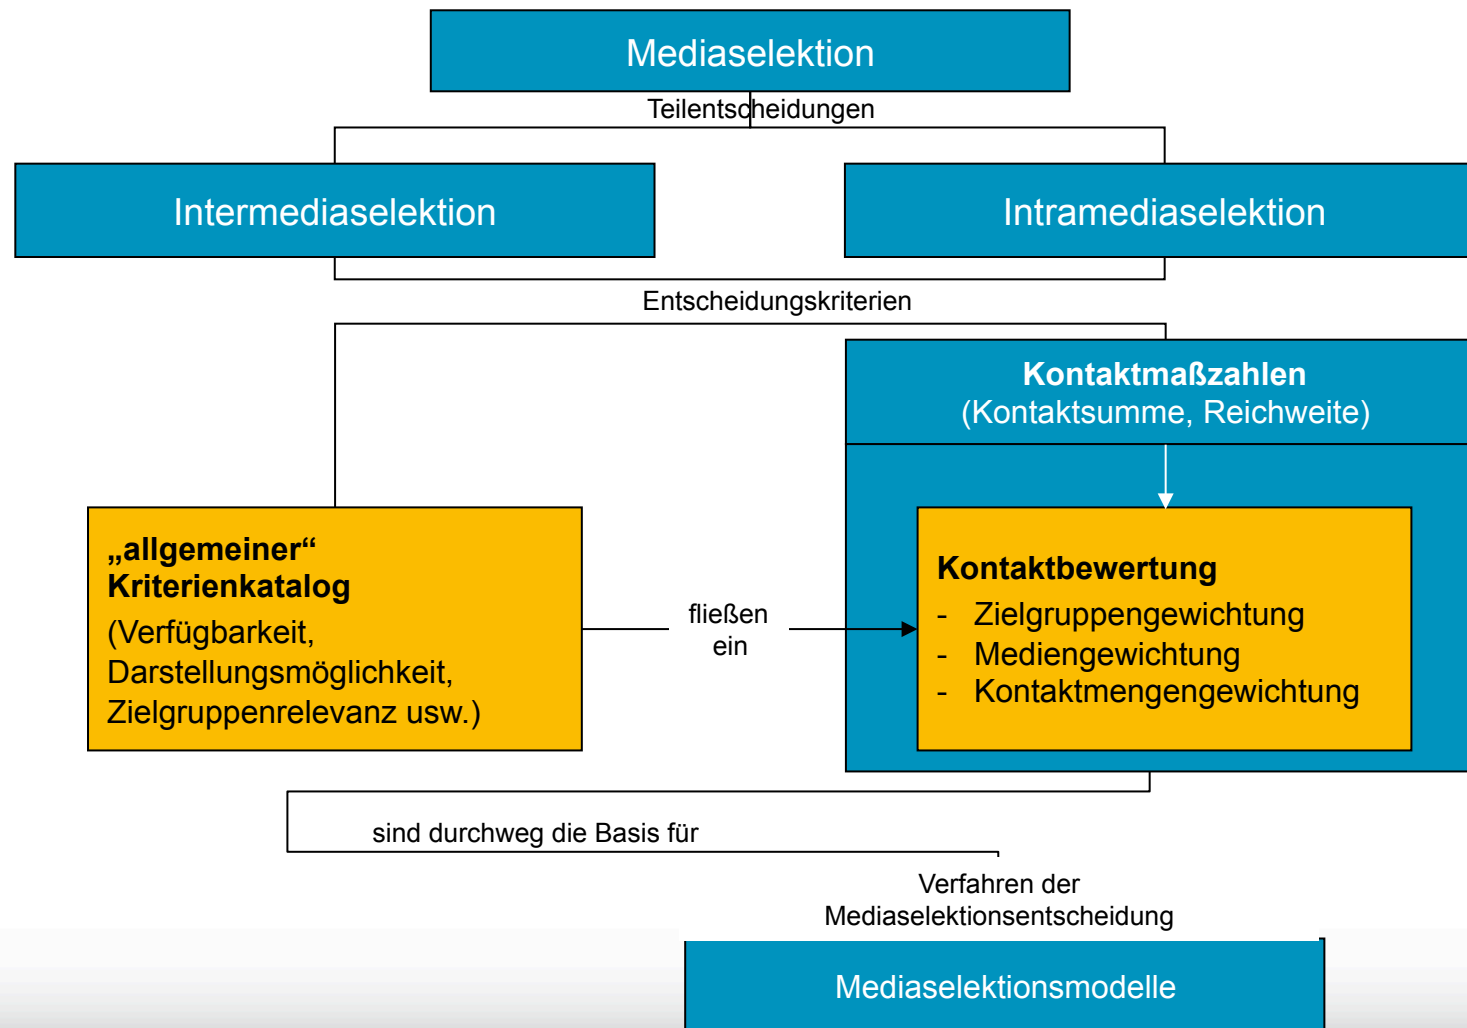 Mediaselektion
Teilentscheidungen
Intermediaselektion
Intramediaselektion
Entscheidungskriterien
Kontaktmaßzahlen
(Kontaktsumme, Reichweite)
„allgemeiner“
Kriterienkatalog
(Verfügbarkeit,
Darstellungsmöglichkeit,
Zielgruppenrelevanz usw.)
fließen
ein
Kontaktbewertung
- Zielgruppengewichtung
- Mediengewichtung
- Kontaktmengengewichtung
sind durchweg die Basis für
Verfahren der
Mediaselektionsentscheidung
Mediaselektionsmodelle